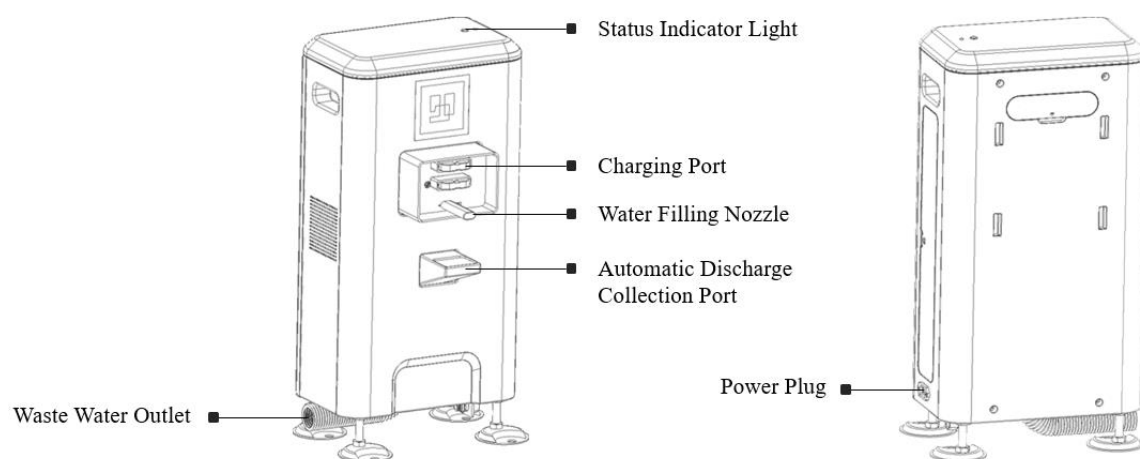 Status Indicator Light
Charging Port
Water Filling Nozzle
Automatic Discharge
Collection Port
Waste Water Outlet
Power Plug